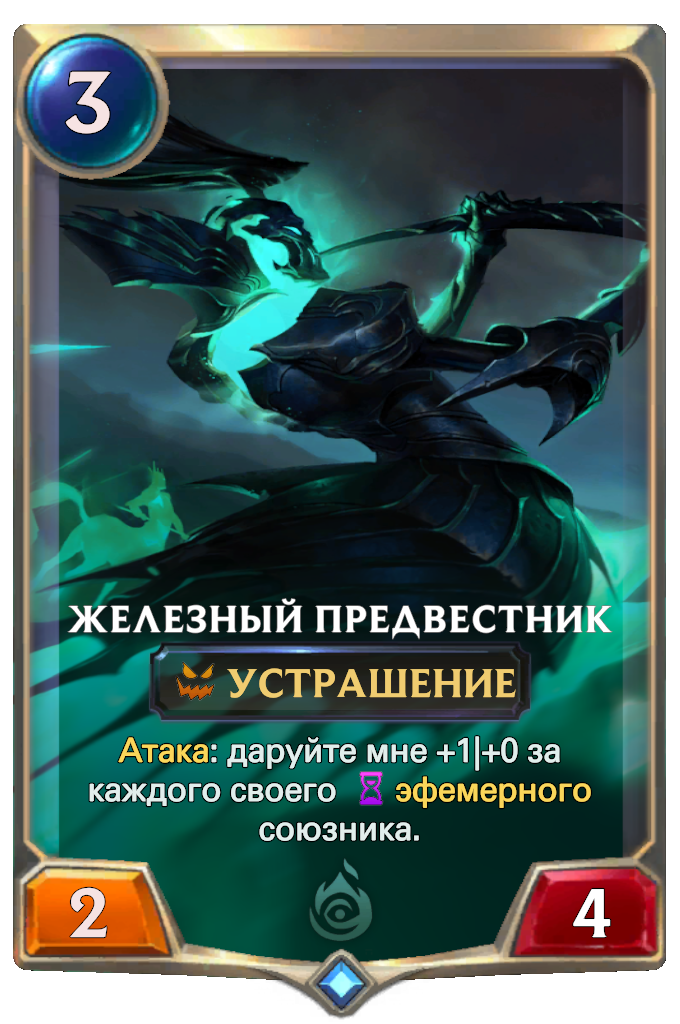 3
ЖЕЛЕЗНЫЙ ПРЕДВЕСТНИК
УСТРАШЕНИЕ
Атака: даруйте мне +1|+0 за
каждого своего эфемерного
союзника.
2
4